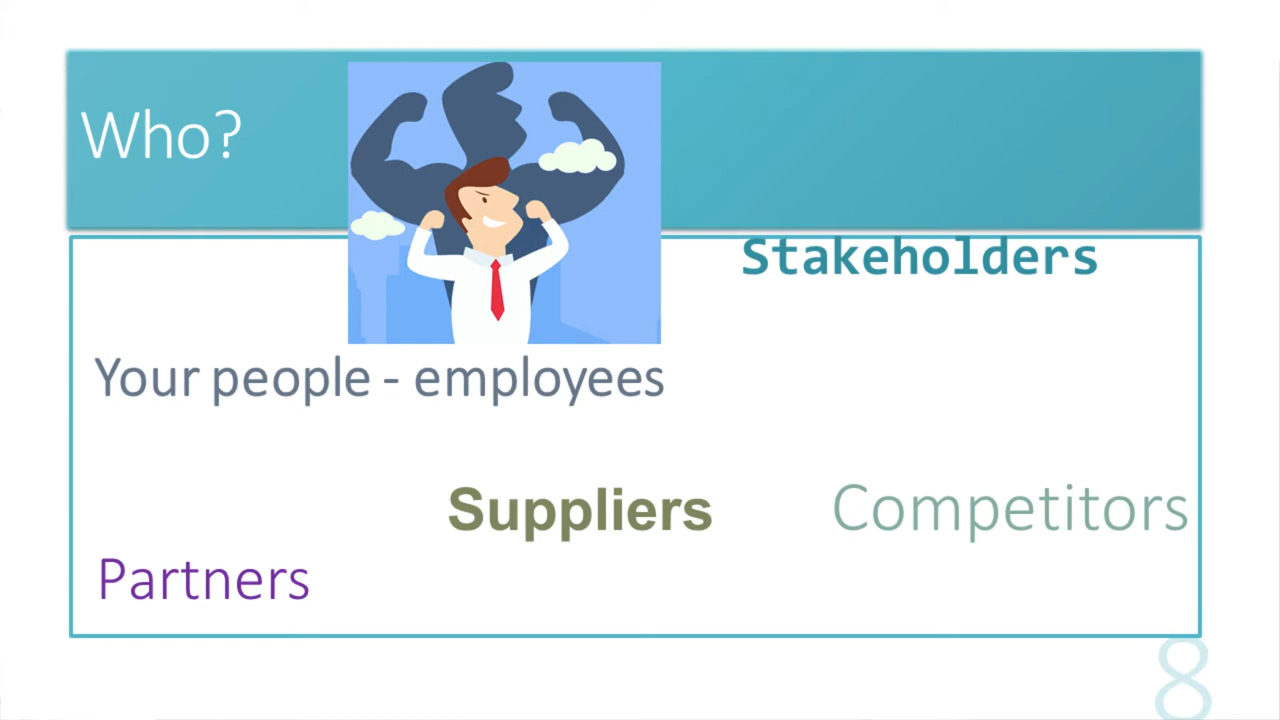 Who?
Stakeholders
Your people - employees
Suppliers
Competitors
Partners
8